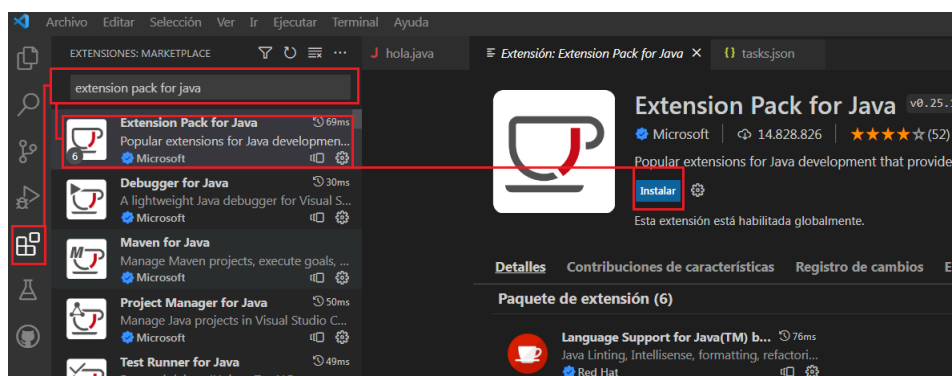 Archivo Editar Selección Ver Ir Ejecutar Terminal Ayuda
EXTENSIONES: MARKETPLACE
extension pack for java
Extension Pack for Java 69ms
Popular extensions for Java developmen...
Microsoft
6
Debugger for Java 30ms
A lightweight Java debugger for Visual S...
Microsoft
Maven for Java
Manage Maven projects, execute goals, ...
Microsoft
Project Manager for Java 50ms
Manage Java projects in Visual Studio C...
Microsoft
Test Runner for Java 49ms
J hola.java
Extensión: Extension Pack for Java
{} tasks.json
Extension Pack for Java
Microsoft 14.828.826 (52)
Popular extensions for Java development that provide
Instalar
Esta extensión está habilitada globalmente.
Detalles Contribuciones de características Registro de cambios
Paquete de extensión (6)
Language Support for Java(TM) b... 76ms
Java Linting, Intellisense, formatting, refactori...
Red Hat